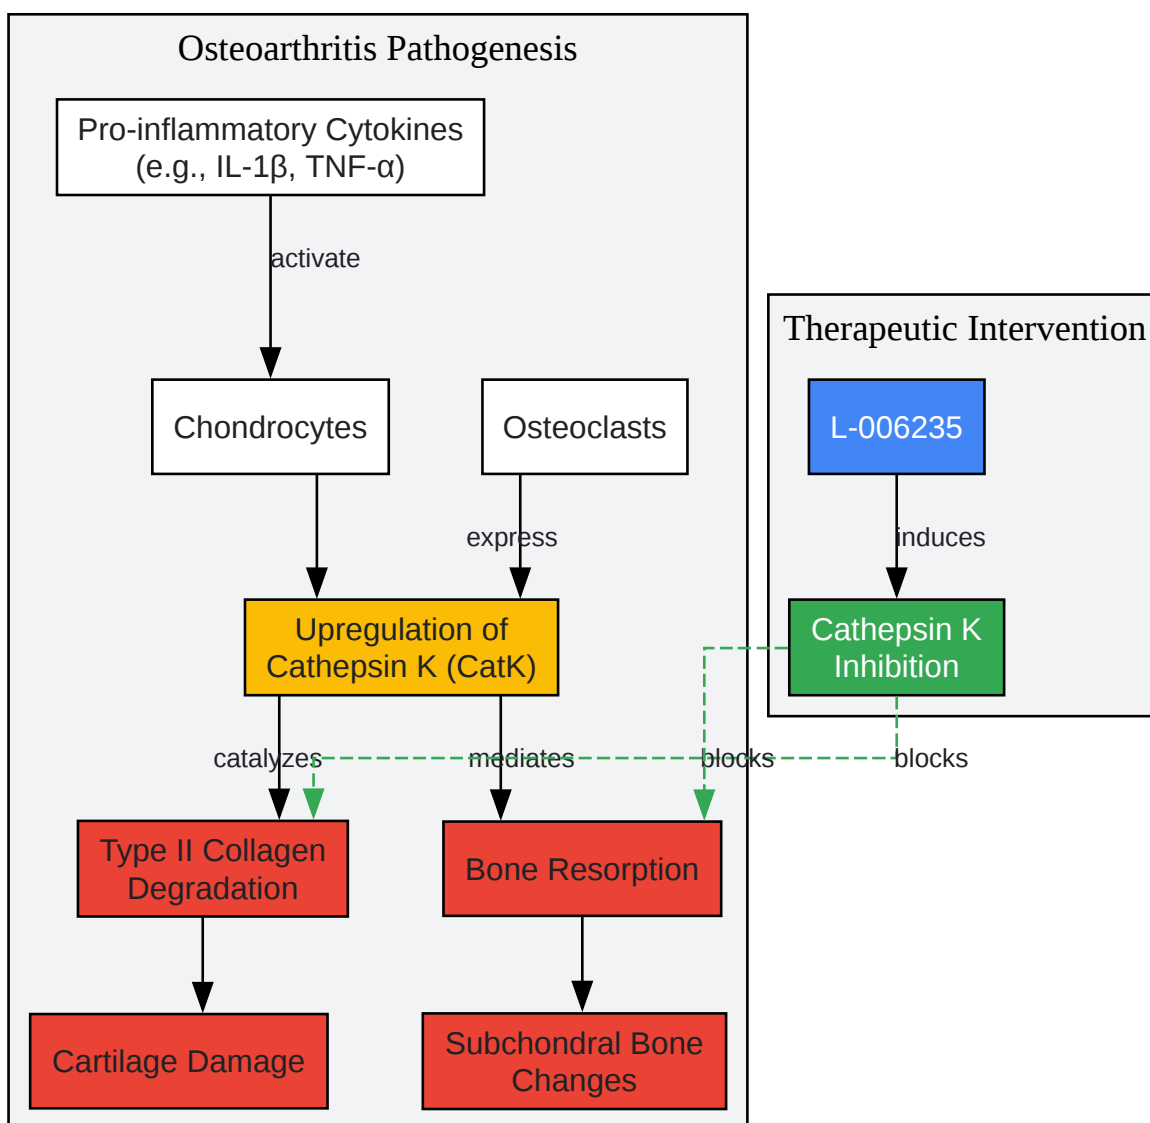 Osteoarthritis Pathogenesis
Pro-inflammatory Cytokines
(e.g., IL-1β, TNF-α)
activate
Therapeutic Intervention
Chondrocytes
Osteoclasts
L-006235
express
induces
Upregulation of
Cathepsin K (CatK)
Cathepsin K
Inhibition
catalyzes
mediates
blocks
blocks
Type II Collagen
Degradation
Bone Resorption
Cartilage Damage
Subchondral Bone
Changes